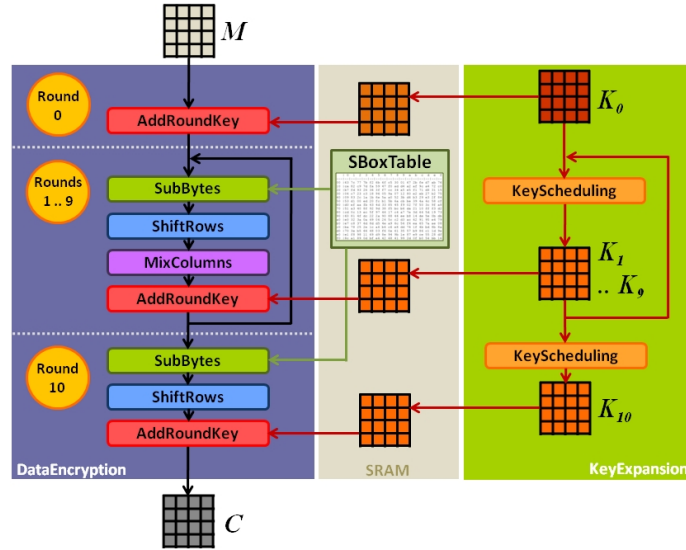 M
Round
0
AddRoundKey
K0
Rounds
1 .. 9
SBoxTable
SubBytes
KeyScheduling
ShiftRows
MixColumns
K1
.. K9
AddRoundKey
Round
10
SubBytes
KeyScheduling
ShiftRows
K10
AddRoundKey
DataEncryption
SRAM
KeyExpansion
C